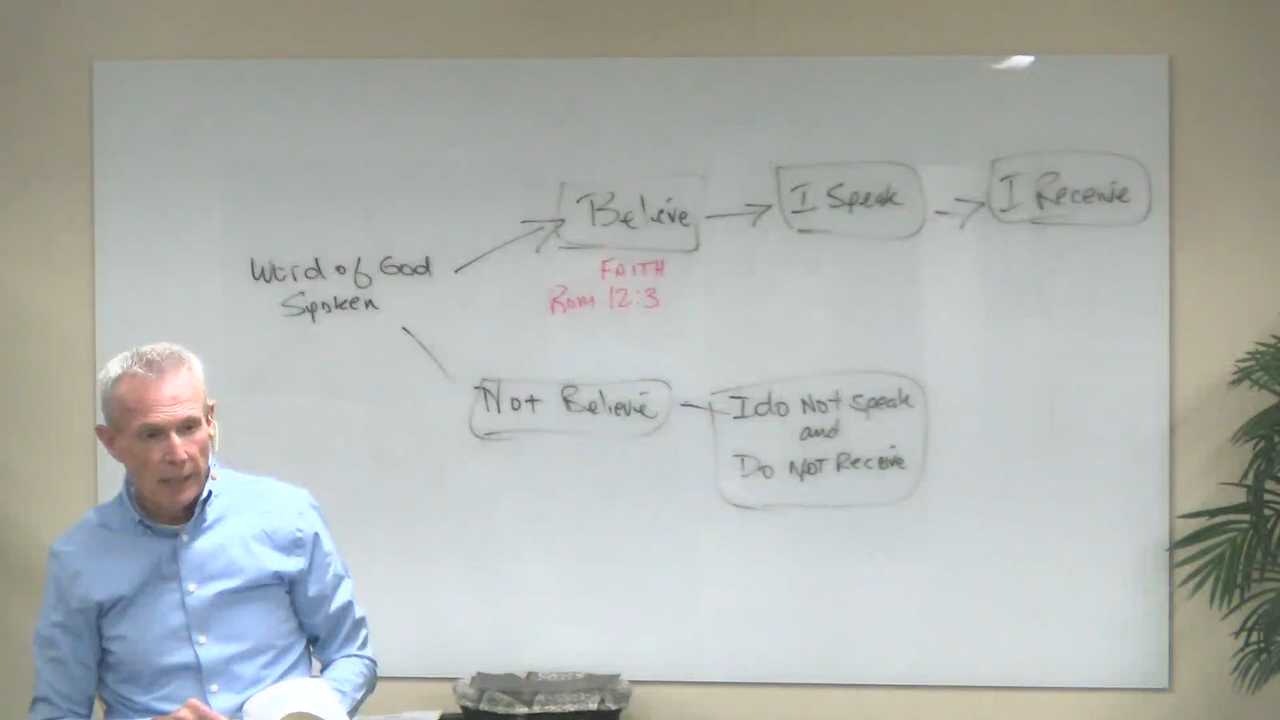 Believe
I Speak
I Receive
Word of God
Spoken
FAITH
Rom 12:3
Not Believe
I do Not Speak
and
Do NOT Receive